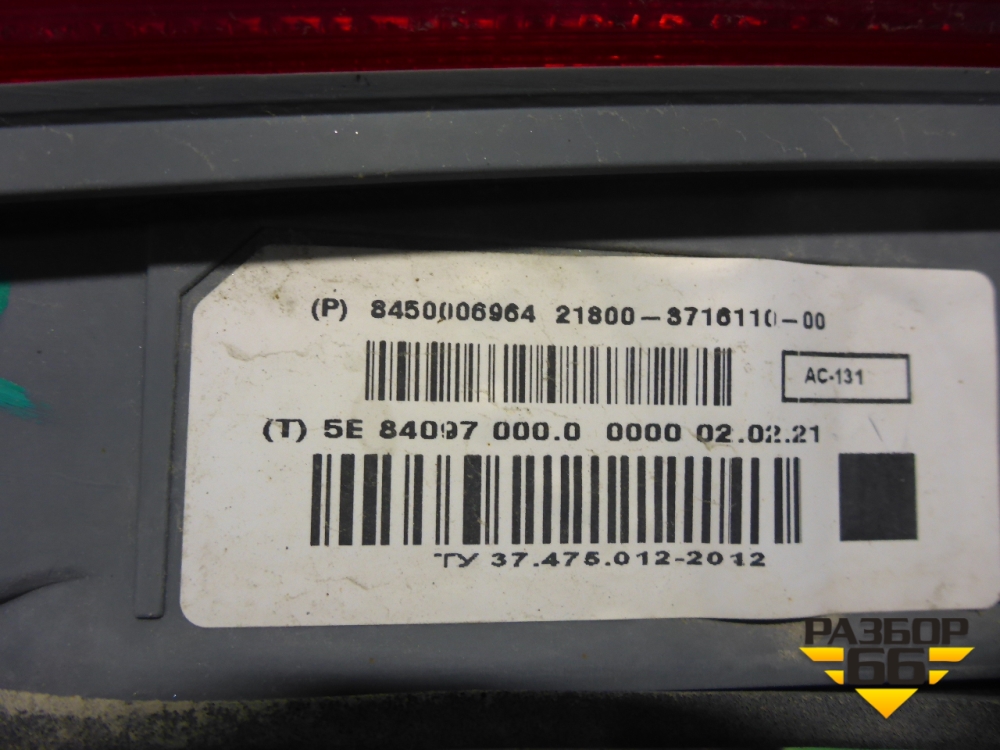 (P) 8450006964 21800-3716110-00
AC-131
(T) 5E 84097 000.0 0000 02.02.21
ТУ 37.475.012-2012
РАЗБОР
66